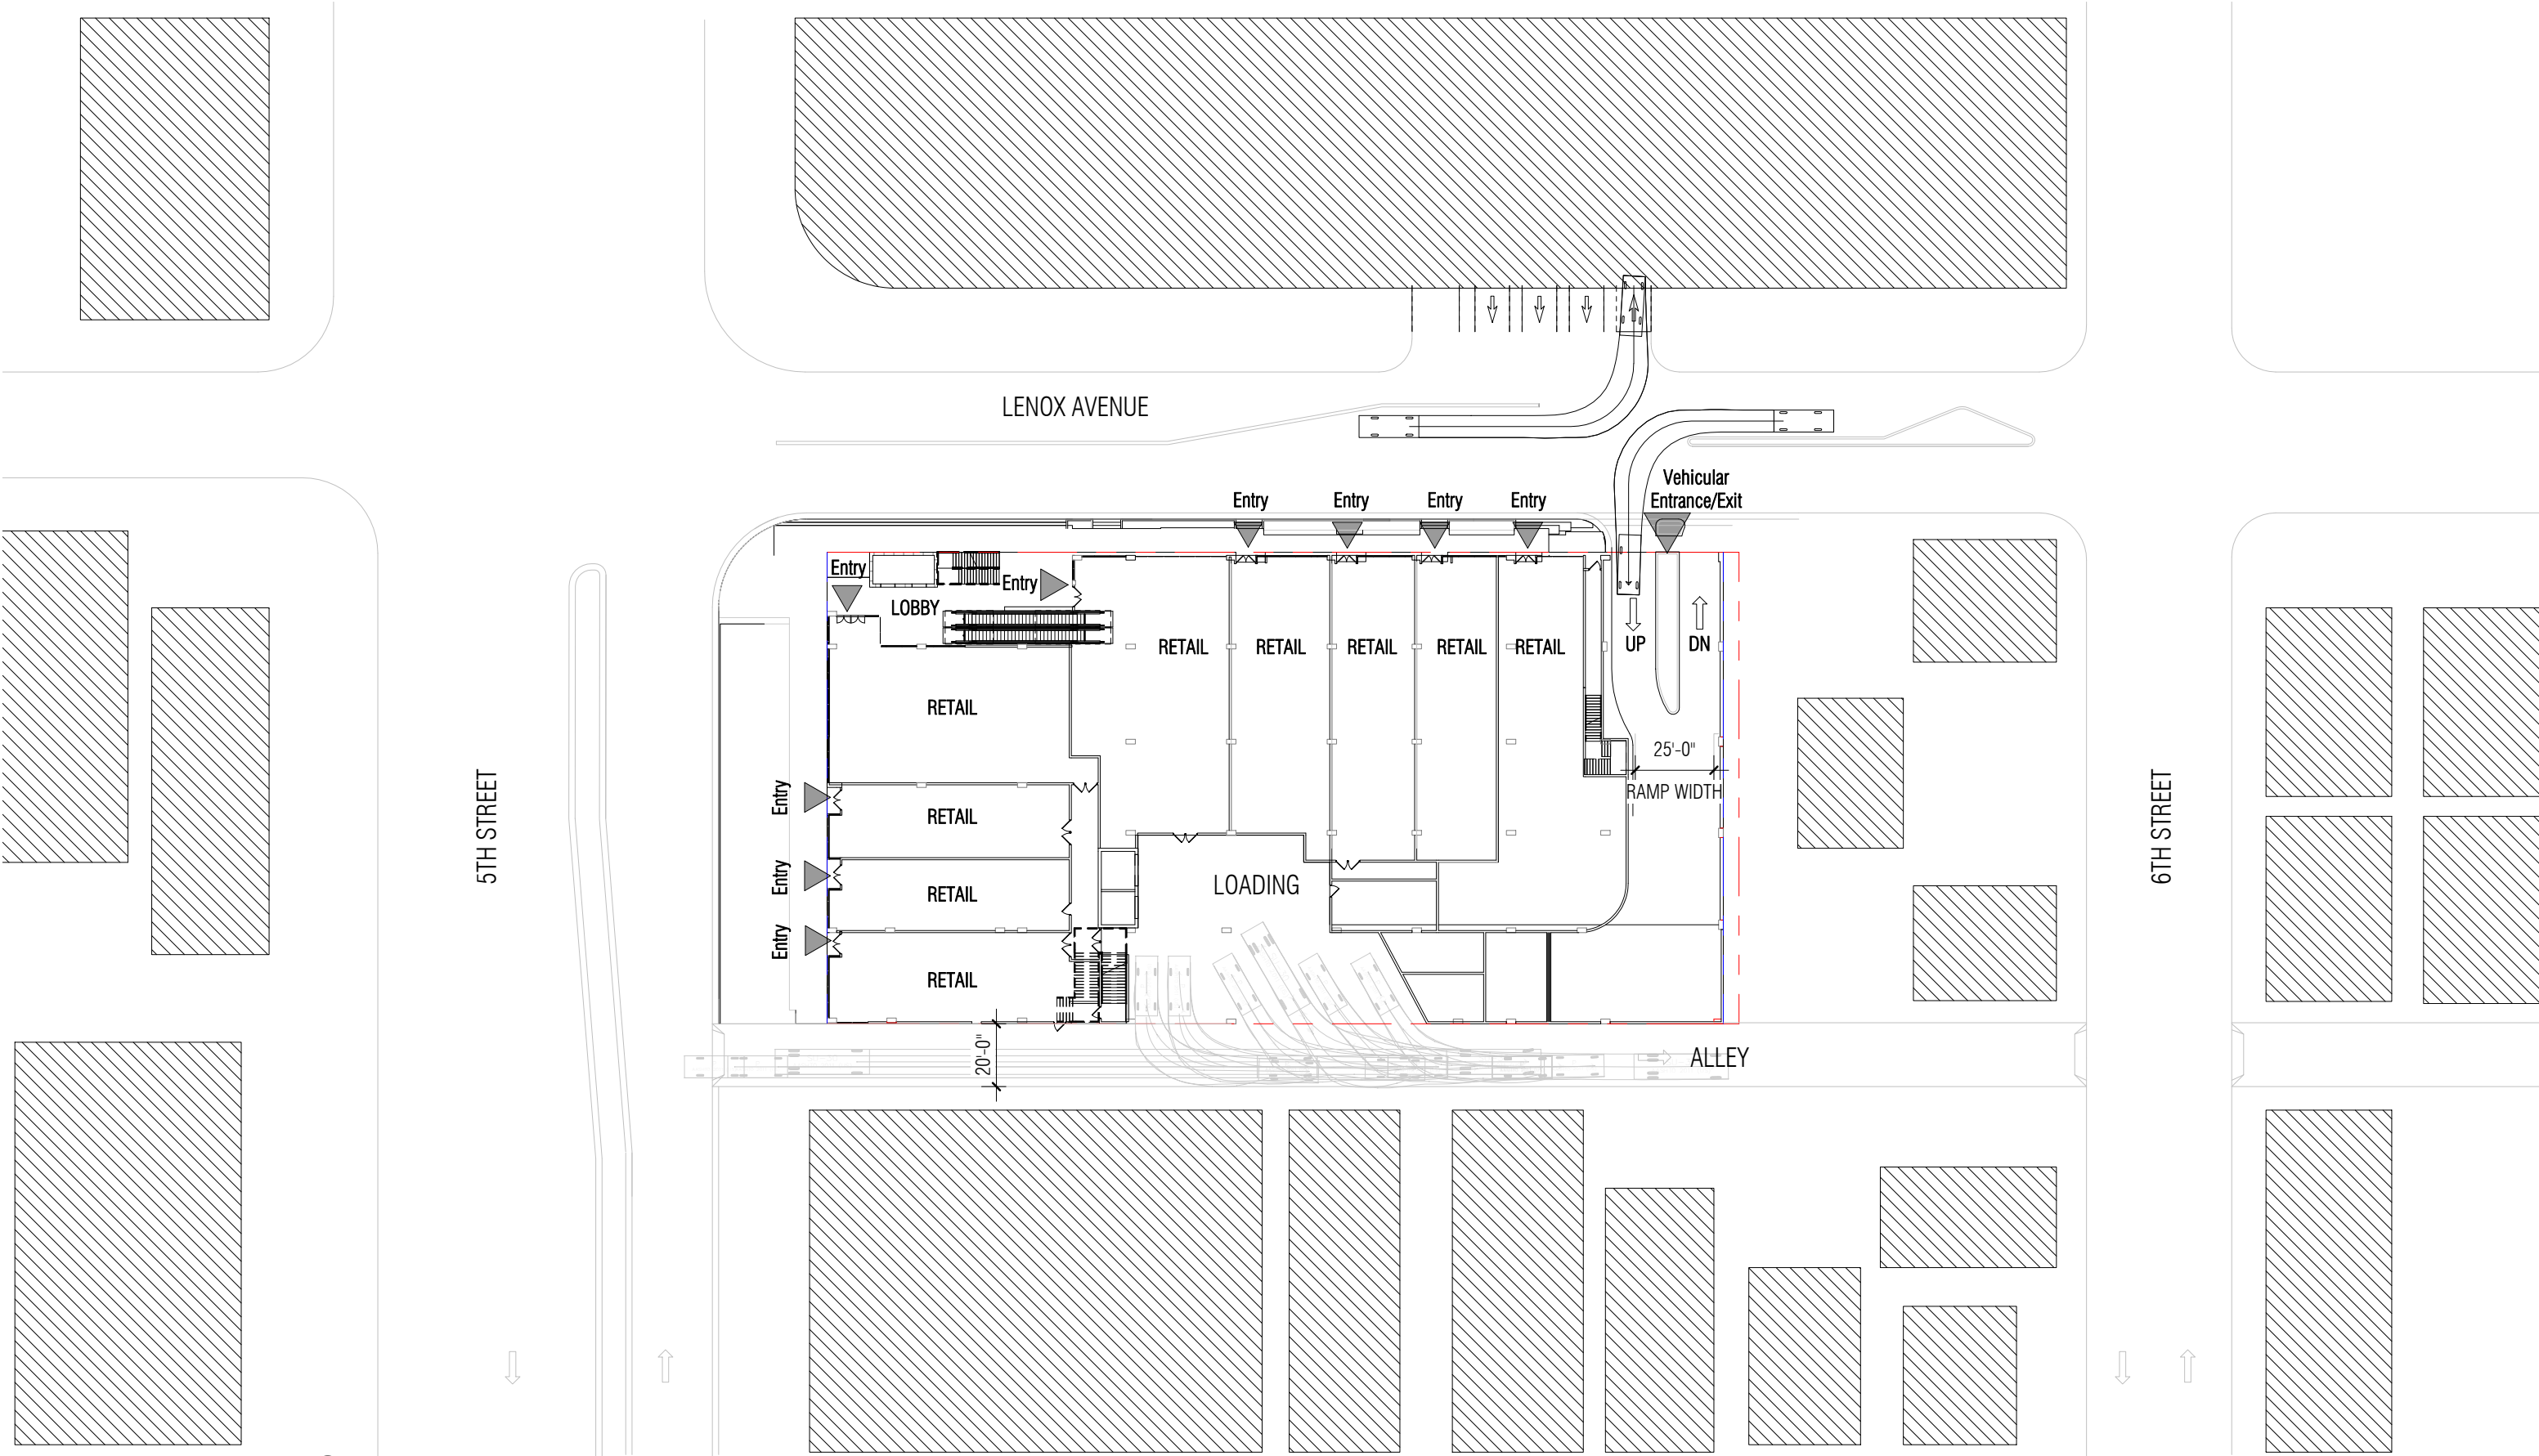 LENOX AVENUE
Vehicular
Entrance/Exit
Entry
Entry
Entry
Entry
Entry
Entry
LOBBY
UP
DN
RETAIL
RETAIL
RETAIL
RETAIL
RETAIL
RETAIL
25'-0"
RAMP WIDTH
5TH STREET
6TH STREET
Entry
RETAIL
Entry
RETAIL
LOADING
Entry
RETAIL
20'-0"
ALLEY